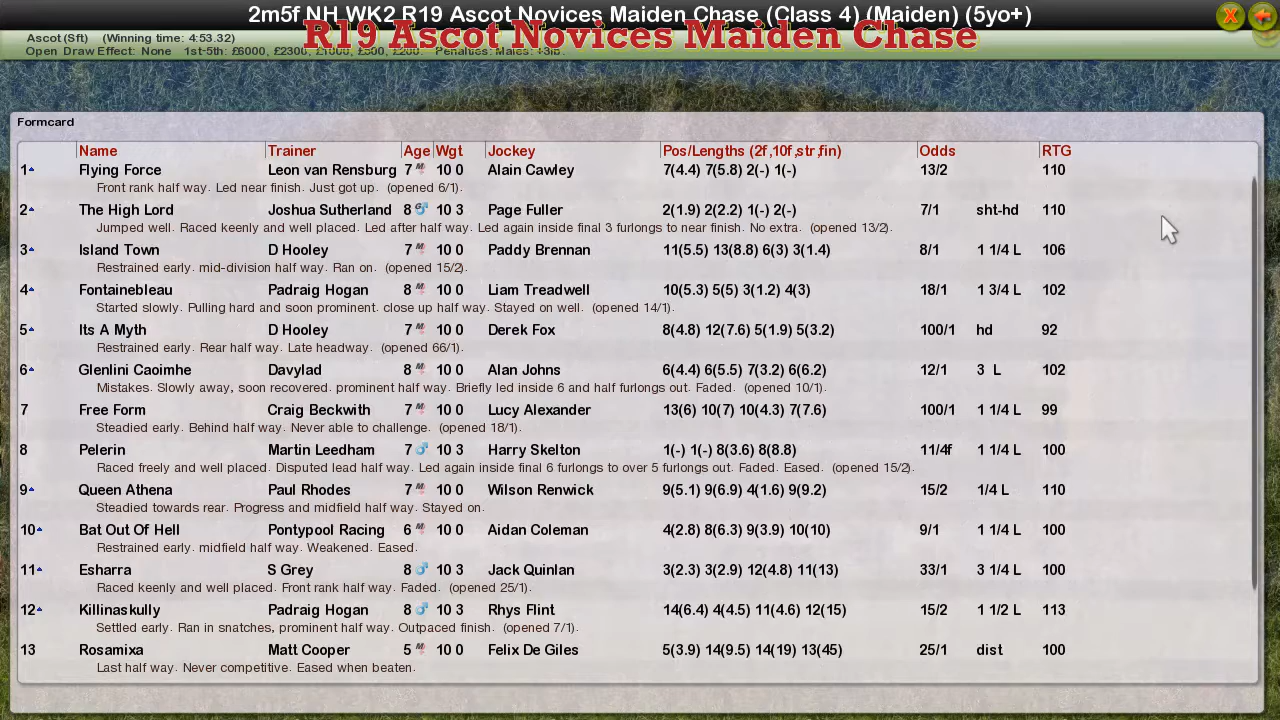 2m5f NH WK2 R19 Ascot Novices Maiden Chase (Class 4) (Maiden) (5yo+)
R19 Ascot Novices Maiden Chase
Ascot(Sft) (Winning time: 4:53.32)
Open Draw Effect: None 1st-5th: £6000, £2300, £1000, £500, £200. Penalties: Males: +3lb.
Formcard
Name Trainer Age Wgt Jockey Pos/Lengths (2f,10f,str,fin) Odds RTG
1 Flying Force Leon van Rensburg 7 10 0 Alain Cawley 7(4.4) 7(5.8) 2(-) 1(-) 13/2 110
Front rank half way. Led near finish. Just got up. (opened 6/1).
2 The High Lord Joshua Sutherland 8 10 3 Page Fuller 2(1.9) 2(2.2) 1(-) 2(-) 7/1 sht-hd 110
Jumped well. Raced keenly and well placed. Led after half way. Led again inside final 3 furlongs to near finish. No extra. (opened 13/2).
3 Island Town D Hooley 7 10 0 Paddy Brennan 11(5.5) 13(8.8) 6(3) 3(1.4) 8/1 1 1/4 L 106
Restrained early. mid-division half way. Ran on. (opened 15/2).
4 Fontainebleau Padraig Hogan 8 10 0 Liam Treadwell 10(5.3) 5(5) 3(1.2) 4(3) 18/1 1 3/4 L 102
Started slowly. Pulling hard and soon prominent. close up half way. Stayed on well. (opened 14/1).
5 Its A Myth D Hooley 7 10 0 Derek Fox 8(4.8) 12(7.6) 5(1.9) 5(3.2) 100/1 hd 92
Restrained early. Rear half way. Late headway. (opened 66/1).
6 Glenlini Caoimhe Davylad 8 10 0 Alan Johns 6(4.4) 6(5.5) 7(3.2) 6(6.2) 12/1 3 L 102
Mistakes. Slowly away, soon recovered. prominent half way. Briefly led inside 6 and half furlongs out. Faded. (opened 10/1).
7 Free Form Craig Beckwith 7 10 0 Lucy Alexander 13(6) 10(7) 10(4.3) 7(7.6) 100/1 1 1/4 L 99
Steadied early. Behind half way. Never able to challenge. (opened 18/1).
8 Pelerin Martin Leedham 7 10 3 Harry Skelton 1(-) 1(-) 8(3.6) 8(8.8) 11/4f 1 1/4 L 100
Raced freely and well placed. Disputed lead half way. Led again inside final 6 furlongs to over 5 furlongs out. Faded. Eased. (opened 15/2).
9 Queen Athena Paul Rhodes 7 10 0 Wilson Renwick 9(5.1) 9(6.9) 4(1.6) 9(9.2) 15/2 1/4 L 110
Steadied towards rear. Progress and midfield half way. Stayed on.
10 Bat Out Of Hell Pontypool Racing 6 10 0 Aidan Coleman 4(2.8) 8(6.3) 9(3.9) 10(10) 9/1 1 1/4 L 100
Restrained early. midfield half way. Weakened. Eased.
11 Esharra S Grey 8 10 3 Jack Quinlan 3(2.3) 3(2.9) 12(4.8) 11(13) 33/1 3 1/4 L 100
Raced keenly and well placed. Front rank half way. Faded. (opened 25/1).
12 Killinaskully Padraig Hogan 8 10 3 Rhys Flint 14(6.4) 4(4.5) 11(4.6) 12(15) 15/2 1 1/2 L 113
Settled early. Ran in snatches, prominent half way. Outpaced finish. (opened 7/1).
13 Rosamixa Matt Cooper 5 10 0 Felix De Giles 5(3.9) 14(9.5) 14(19) 13(45) 25/1 dist 100
Last half way. Never competitive. Eased when beaten.